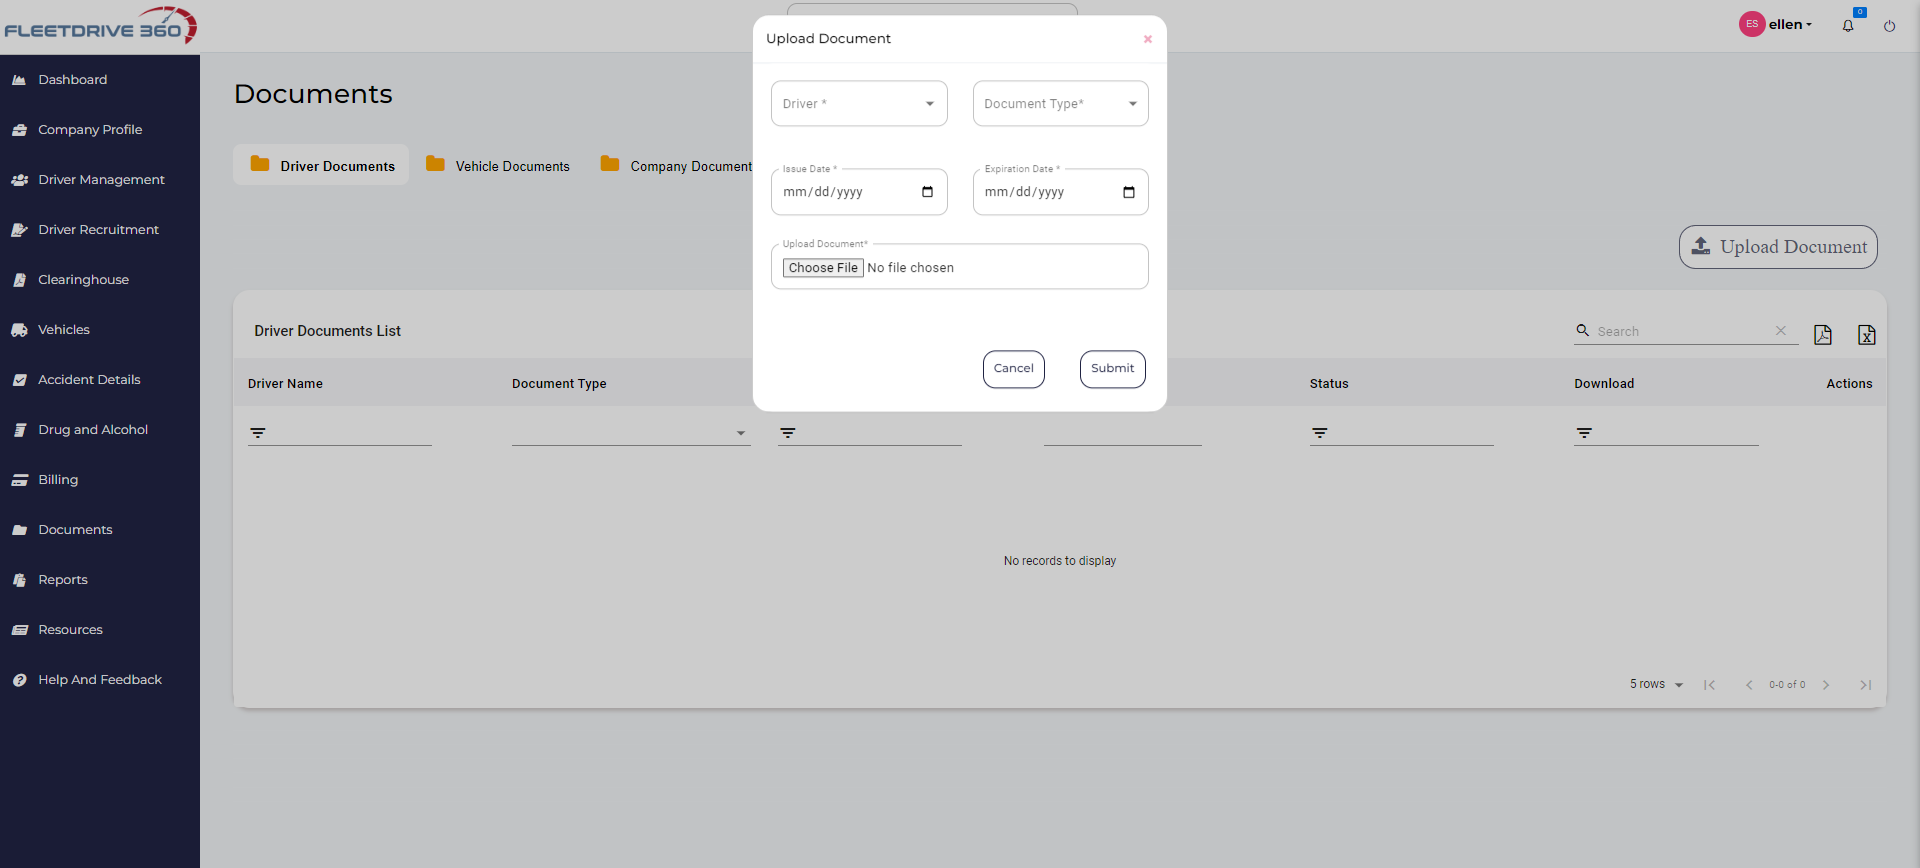 FLEETDRIVE 360
ES ellen
0
Dashboard
Company Profile
Driver Management
Driver Recruitment
Clearinghouse
Vehicles
Accident Details
Drug and Alcohol
Billing
Documents
Reports
Resources
Help And Feedback
Documents
Driver Documents
Vehicle Documents
Company Document
Upload Document
Upload Document
×
Driver *
Document Type*
Issue Date *
mm/dd/yyyy
Expiration Date *
mm/dd/yyyy
Upload Document*
Choose File No file chosen
Cancel
Submit
Driver Documents List
Search
Driver Name
Document Type
Status
Download
Actions
No records to display
5 rows
0-0 of 0